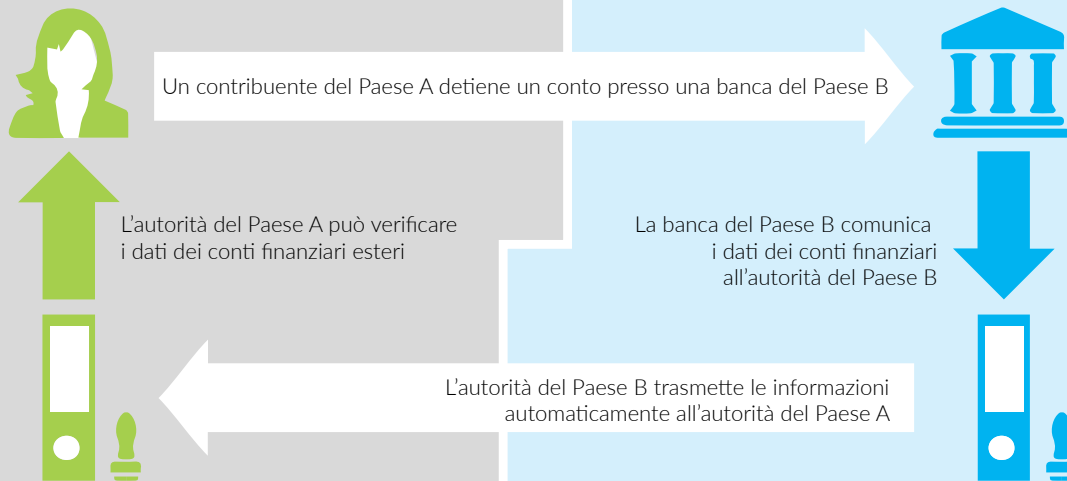 Un contribuente del Paese A detiene un conto presso una banca del Paese B
L’autorità del Paese A può verificare
i dati dei conti finanziari esteri
La banca del Paese B comunica
i dati dei conti finanziari
all’autorità del Paese B
L’autorità del Paese B trasmette le informazioni
automaticamente all’autorità del Paese A